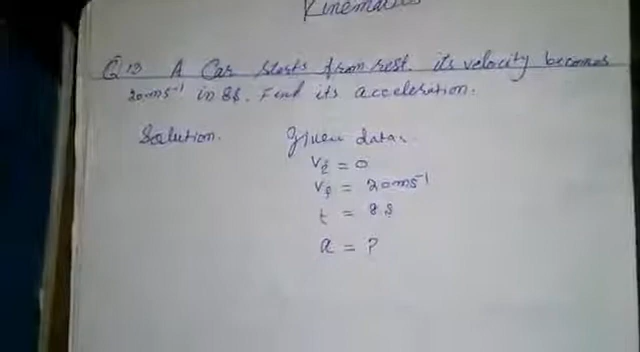 Kinematics
Q 13 A Car starts from rest. its velocity becomes
20ms⁻¹ in 8s. Find its acceleration.
Solution. Given data:
Vi = 0
Vf = 20ms⁻¹
t = 8s
a = ?